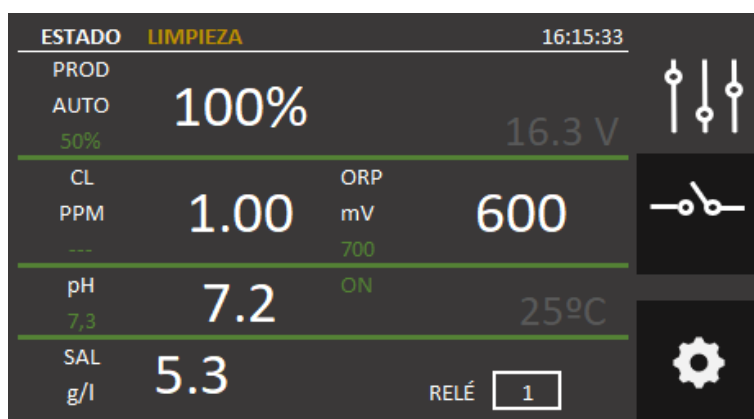 ESTADO LIMPIEZA 16:15:33
PROD
AUTO 100%
50% 16.3 V
CL ORP
PPM 1.00 mV 600
--- 700
pH 7.2 ON
7,3 25ºC
SAL 5.3
g/l RELÉ 1